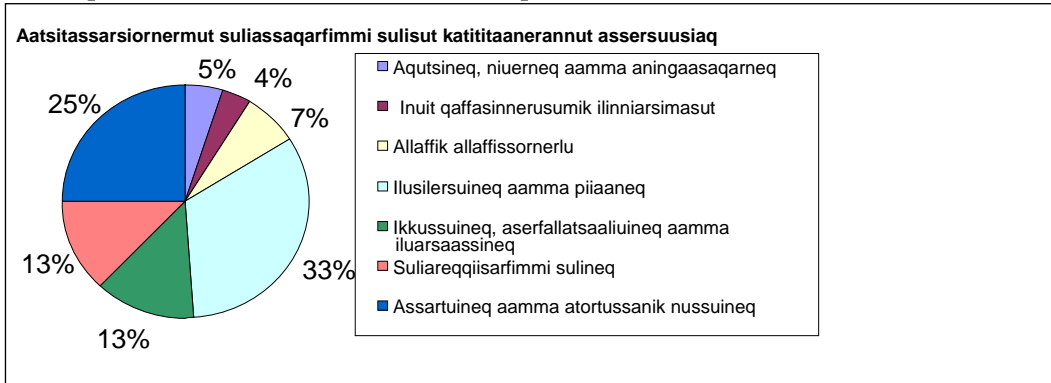 Aatsitassarsiornermut suliassaqarfimmi sulisut katititaanerannut assersuusiaq
5%
4%
7%
33%
13%
13%
25%
Aqutsineq, niuerneq aamma aningaasaqarneq
Inuit qaffasinnerusumik ilinniarsimasut
Allaffik allaffissornerlu
Ilusilersuineq aamma piiaaneq
Ikkussuineq, aserfallatsaaliuineq aamma
iluarsaassineq
Suliareqqiisarfimmi sulineq
Assartuineq aamma atortussanik nussuineq